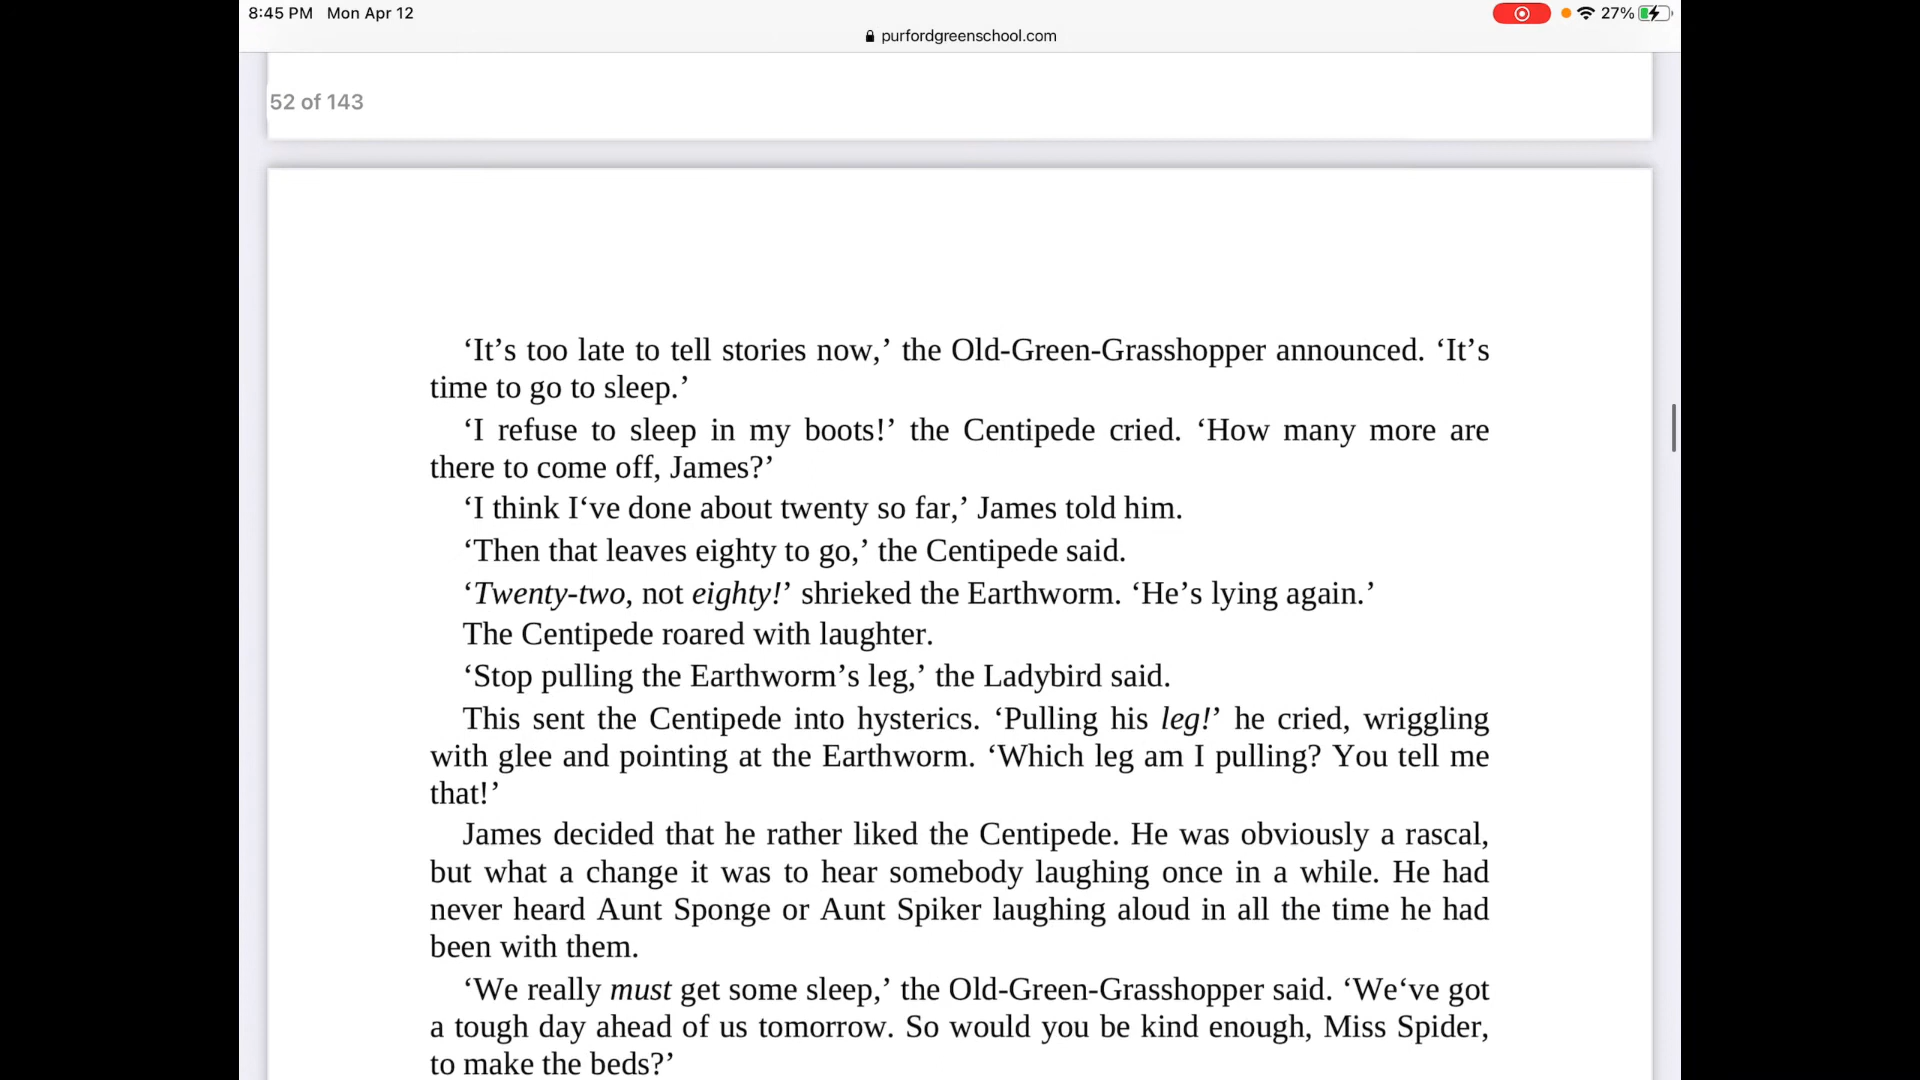 8:45 PM Mon Apr 12
27%
purfordgreenschool.com
52 of 143
‘It’s too late to tell stories now,’ the Old-Green-Grasshopper announced. ‘It’s
time to go to sleep.’
‘I refuse to sleep in my boots!’ the Centipede cried. ‘How many more are
there to come off, James?’
‘I think I‘ve done about twenty so far,’ James told him.
‘Then that leaves eighty to go,’ the Centipede said.
‘Twenty-two, not eighty!’ shrieked the Earthworm. ‘He’s lying again.’
The Centipede roared with laughter.
‘Stop pulling the Earthworm’s leg,’ the Ladybird said.
This sent the Centipede into hysterics. ‘Pulling his leg!’ he cried, wriggling
with glee and pointing at the Earthworm. ‘Which leg am I pulling? You tell me
that!’
James decided that he rather liked the Centipede. He was obviously a rascal,
but what a change it was to hear somebody laughing once in a while. He had
never heard Aunt Sponge or Aunt Spiker laughing aloud in all the time he had
been with them.
‘We really must get some sleep,’ the Old-Green-Grasshopper said. ‘We‘ve got
a tough day ahead of us tomorrow. So would you be kind enough, Miss Spider,
to make the beds?’